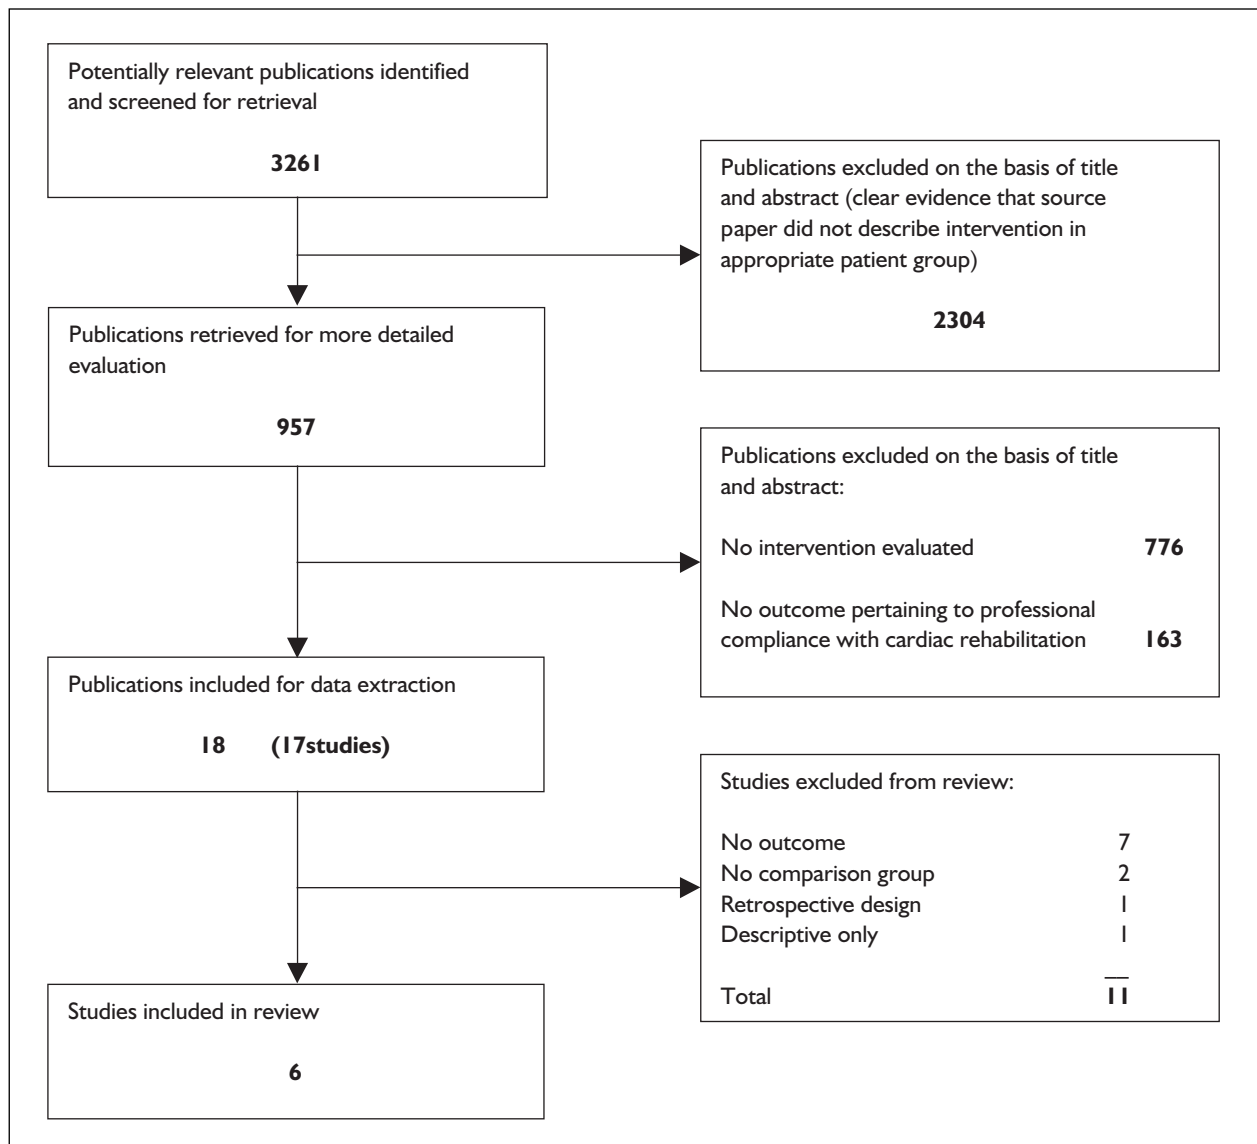 Potentially relevant publications identified
and screened for retrieval
3261
Publications excluded on the basis of title
and abstract (clear evidence that source
paper did not describe intervention in
appropriate patient group)
2304
Publications retrieved for more detailed
evaluation
957
Publications excluded on the basis of title
and abstract:
No intervention evaluated 776
No outcome pertaining to professional
compliance with cardiac rehabilitation 163
Publications included for data extraction
18 (17studies)
Studies excluded from review:
No outcome 7
No comparison group 2
Retrospective design 1
Descriptive only 1
Total 11
Studies included in review
6